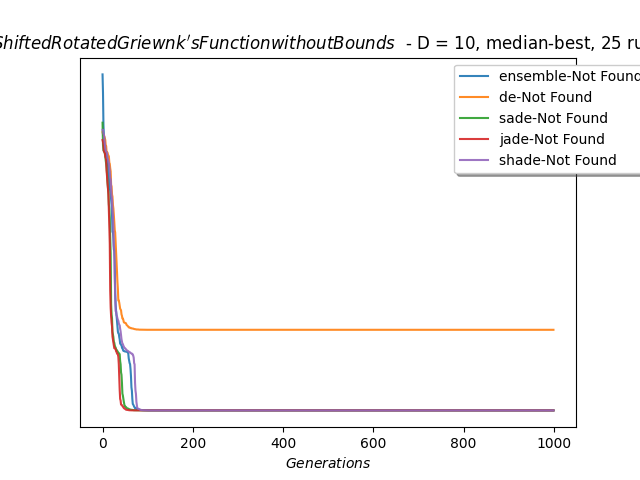 ShiftedRotatedGriewnk'sFunctionwithoutBounds - D = 10, median-best, 25 ru
ensemble-Not Found
de-Not Found
sade-Not Found
jade-Not Found
shade-Not Found
0 200 400 600 800 1000
Generations